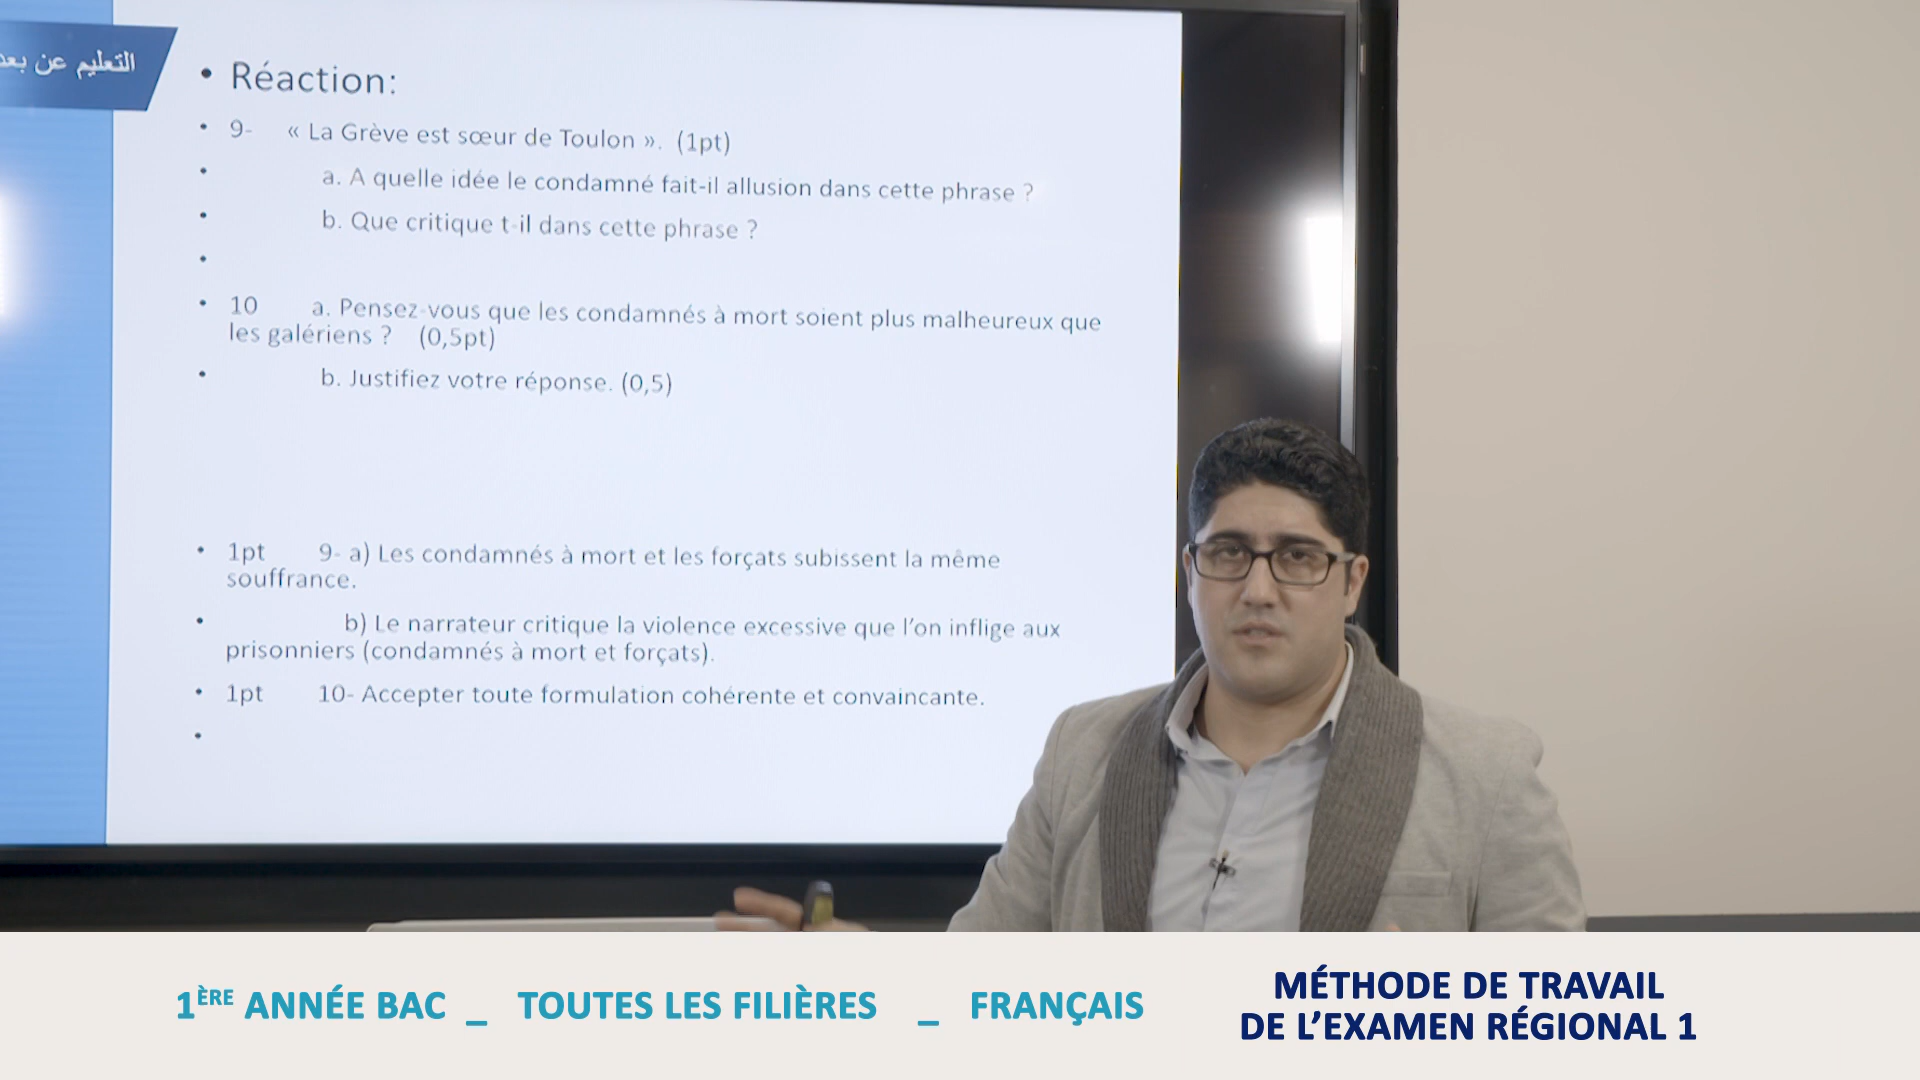 التعليم عن بعد
• Réaction:
• 9- « La Grève est sœur de Toulon ». (1pt)
• a. A quelle idée le condamné fait-il allusion dans cette phrase ?
• b. Que critique t-il dans cette phrase ?
•
• 10 a. Pensez-vous que les condamnés à mort soient plus malheureux que
les galériens ? (0,5pt)
• b. Justifiez votre réponse. (0,5)
• 1pt 9- a) Les condamnés à mort et les forçats subissent la même
souffrance.
• b) Le narrateur critique la violence excessive que l'on inflige aux
prisonniers (condamnés à mort et forçats).
• 1pt 10- Accepter toute formulation cohérente et convaincante.
•
1ÈRE ANNÉE BAC _ TOUTES LES FILIÈRES _ FRANÇAIS
MÉTHODE DE TRAVAIL
DE L'EXAMEN RÉGIONAL 1